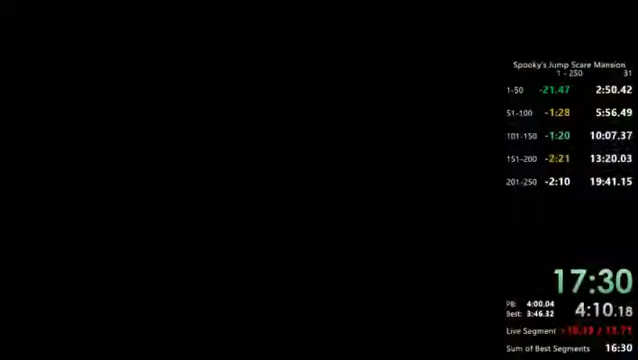 Spooky's Jump Scare Mansion
1 - 250 31
1-50 -21.47 2:50.42
51-100 -1:28 5:56.49
101-150 -1:20 10:07.37
151-200 -2:21 13:20.03
201-250 -2:10 19:41.15
17:30
PB: 4:00.04
Best: 3:46.32 4:10.18
Live Segment
Sum of Best Segments 16:30